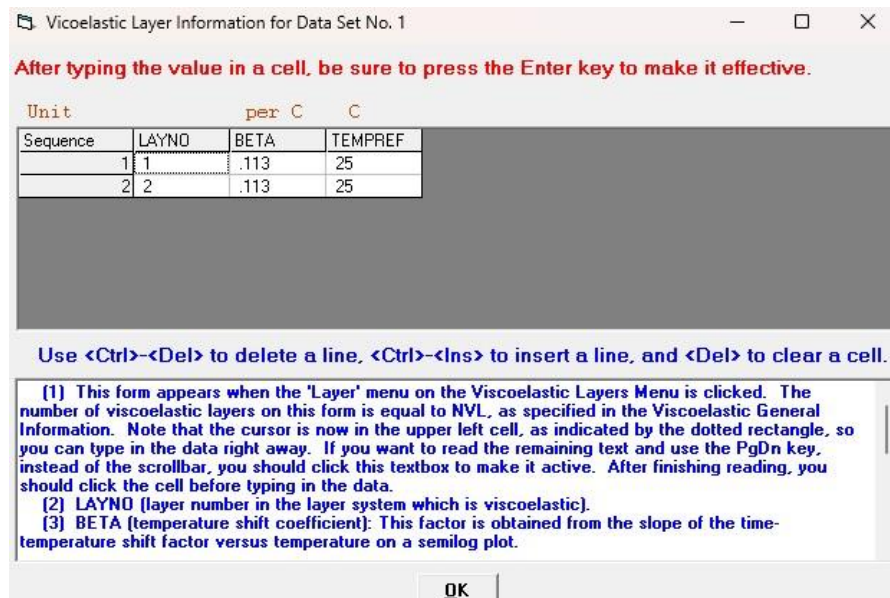 Vicoelastic Layer Information for Data Set No. 1
After typing the value in a cell, be sure to press the Enter key to make it effective.
Unit per C C
Sequence LAYNO BETA TEMPREF
1 1 .113 25
2 2 .113 25
Use <Ctrl>-<Del> to delete a line, <Ctrl>-<Ins> to insert a line, and <Del> to clear a cell.
(1) This form appears when the 'Layer' menu on the Viscoelastic Layers Menu is clicked. The
number of viscoelastic layers on this form is equal to NVL, as specified in the Viscoelastic General
Information. Note that the cursor is now in the upper left cell, as indicated by the dotted rectangle, so
you can type in the data right away. If you want to read the remaining text and use the PgDn key,
instead of the scrollbar, you should click this textbox to make it active. After finishing reading, you
should click the cell before typing in the data.
(2) LAYNO (layer number in the layer system which is viscoelastic).
(3) BETA (temperature shift coefficient): This factor is obtained from the slope of the time-
temperature shift factor versus temperature on a semilog plot.
OK